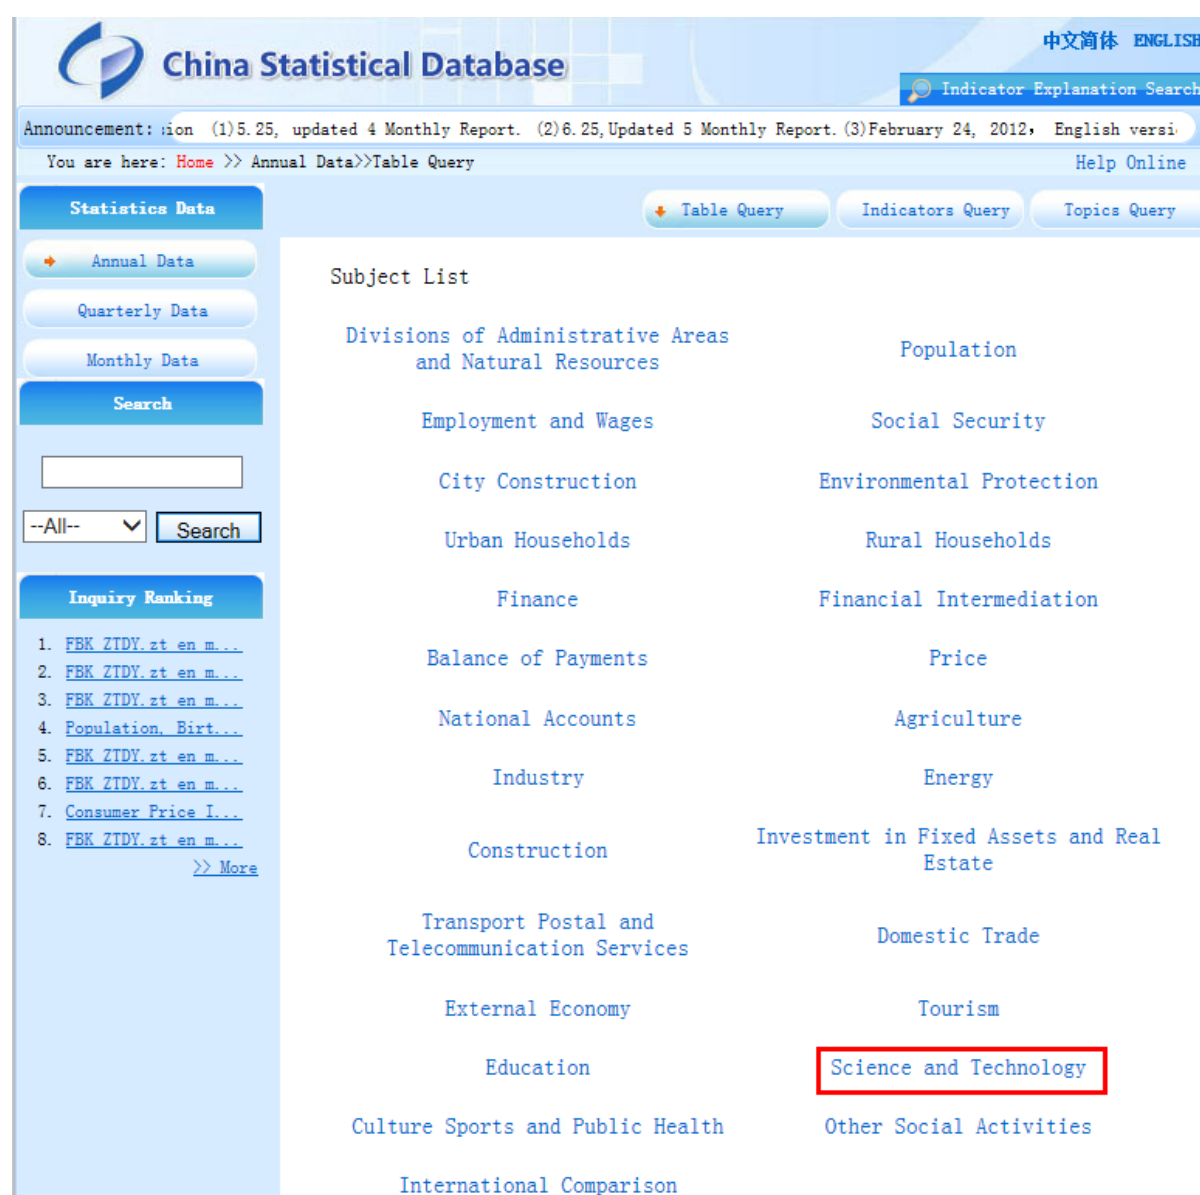 China Statistical Database
中文简体 ENGLISH
Indicator Explanation Search
Announcement: ion (1)5.25, updated 4 Monthly Report. (2)6.25,Updated 5 Monthly Report.(3)February 24, 2012， English versi
You are here: Home >> Annual Data>>Table Query
Help Online
Statistics Data
Table Query
Indicators Query
Topics Query
Annual Data
Quarterly Data
Monthly Data
Search
--All--
Search
Inquiry Ranking
1. FBK ZTDY.zt en m...
2. FBK ZTDY.zt en m...
3. FBK ZTDY.zt en m...
4. Population, Birt...
5. FBK ZTDY.zt en m...
6. FBK ZTDY.zt en m...
7. Consumer Price I...
8. FBK ZTDY.zt en m...
>> More
Subject List
Divisions of Administrative Areas
and Natural Resources
Population
Employment and Wages
Social Security
City Construction
Environmental Protection
Urban Households
Rural Households
Finance
Financial Intermediation
Balance of Payments
Price
National Accounts
Agriculture
Industry
Energy
Construction
Investment in Fixed Assets and Real
Estate
Transport Postal and
Telecommunication Services
Domestic Trade
External Economy
Tourism
Education
Science and Technology
Culture Sports and Public Health
Other Social Activities
International Comparison